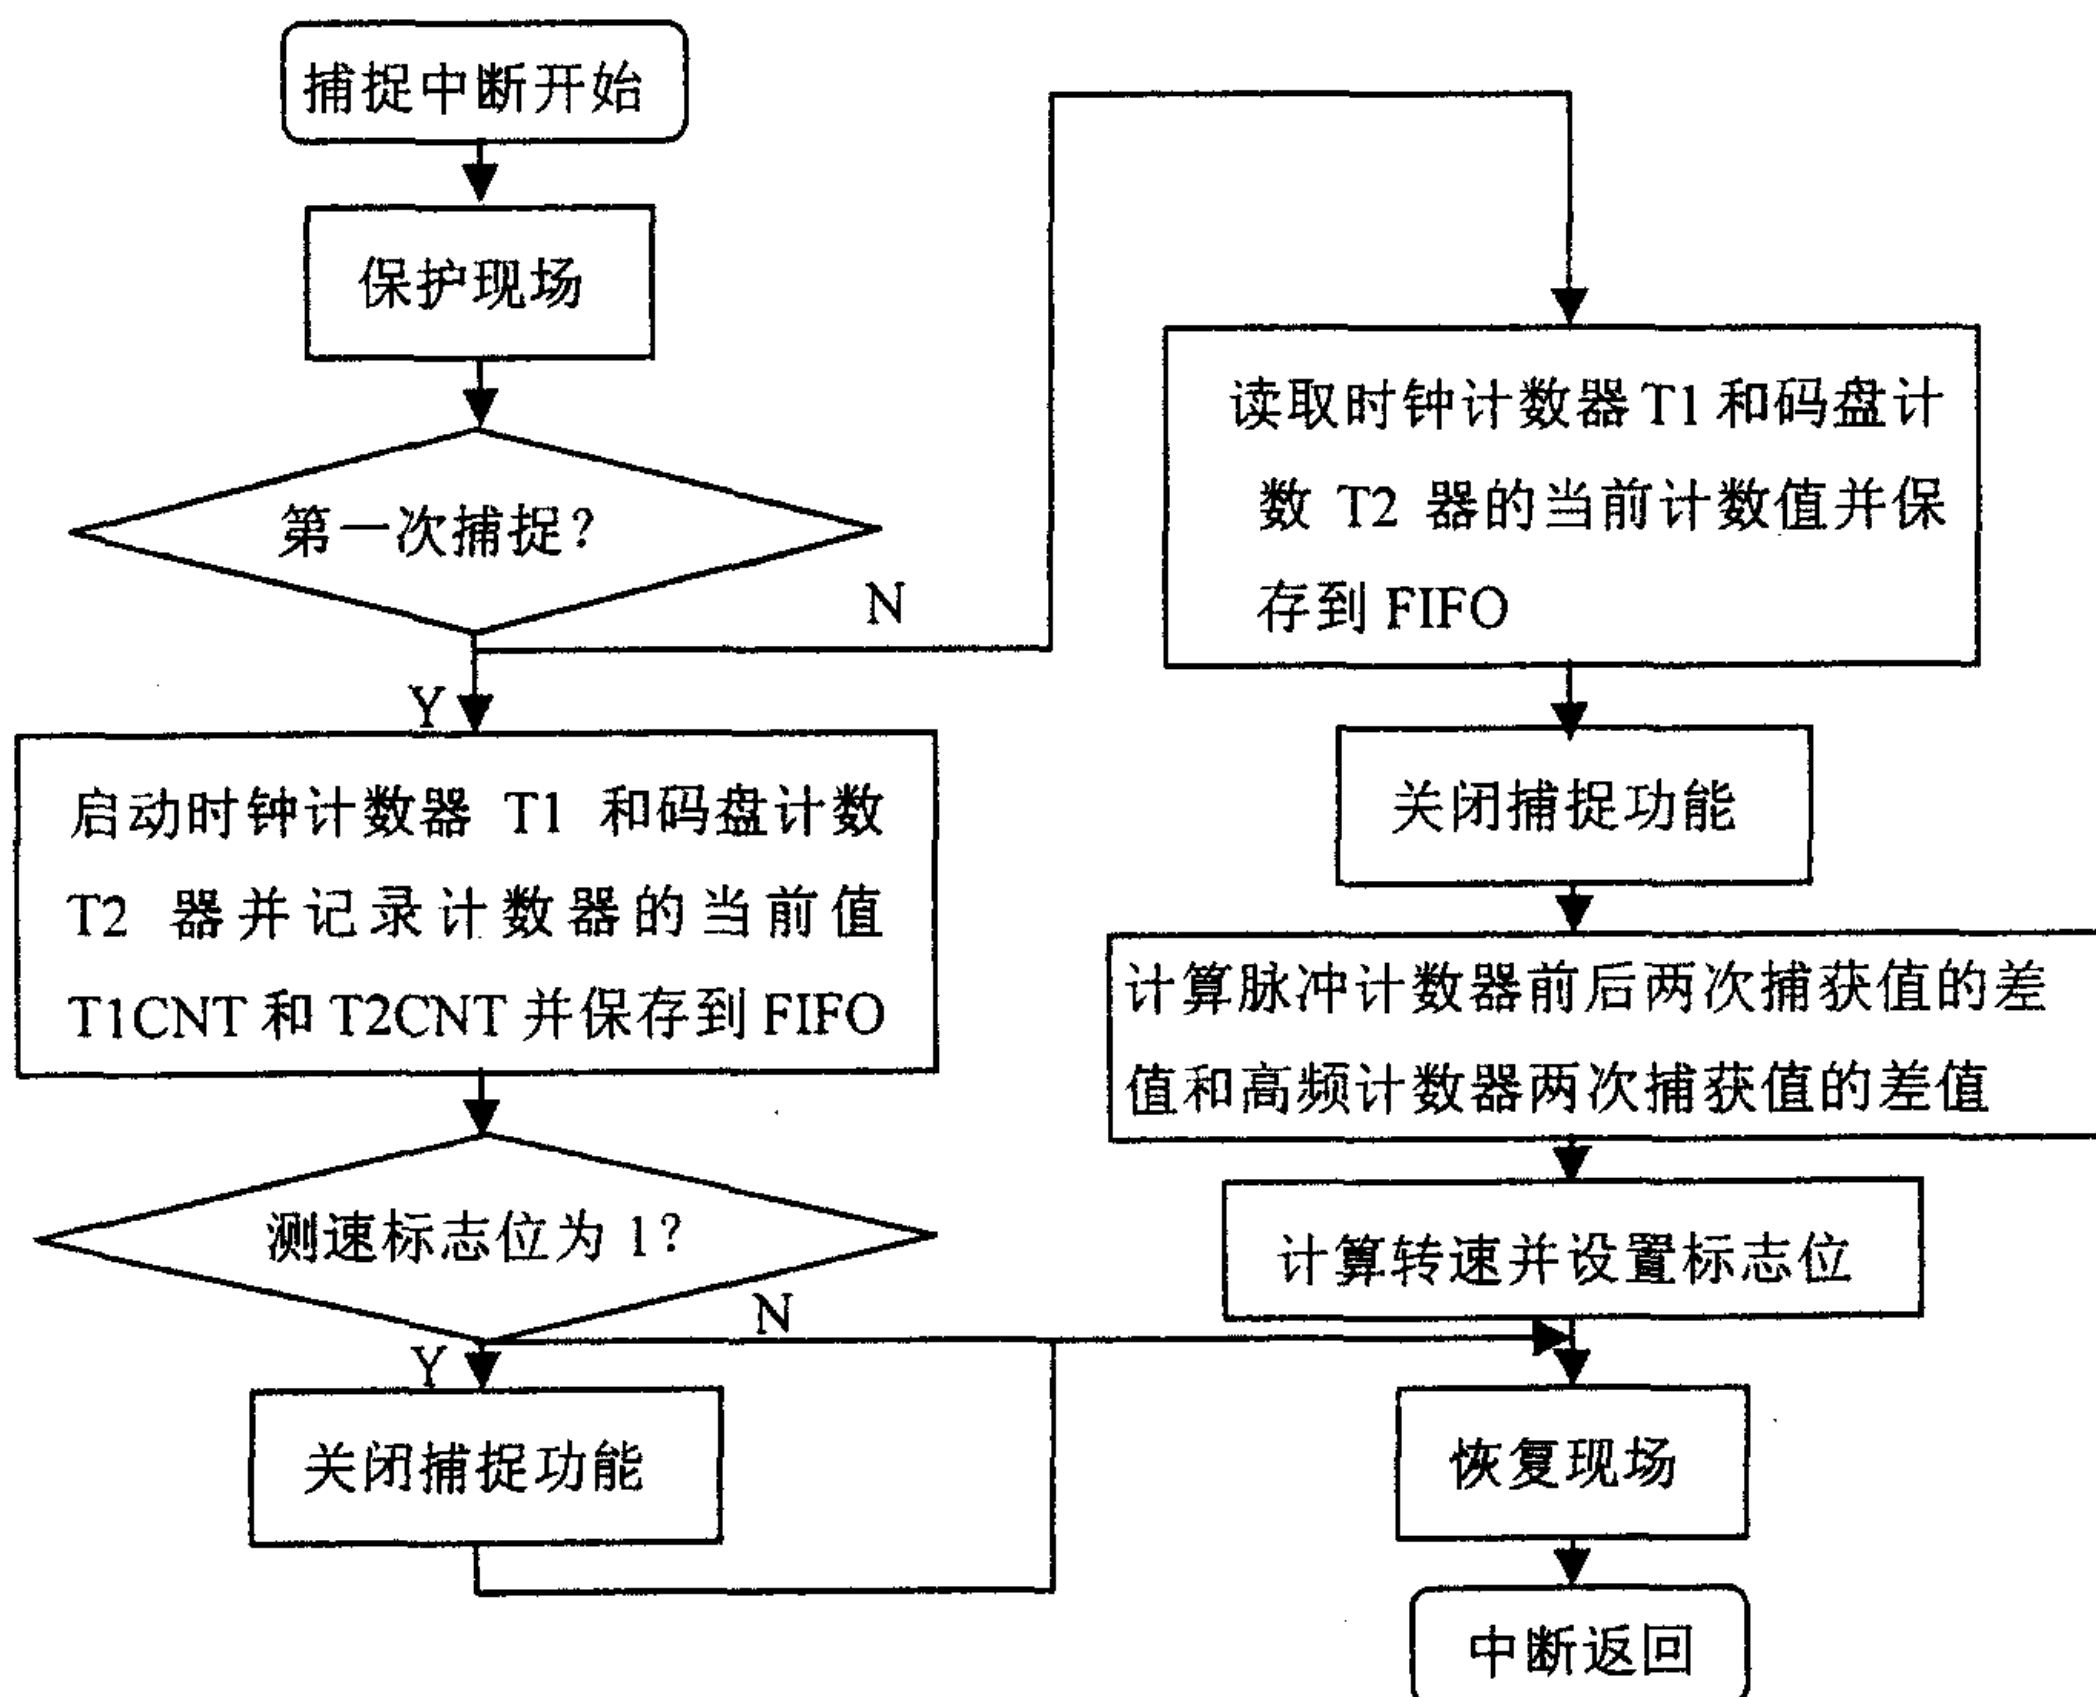 捕捉中断开始
保护现场
第一次捕捉？
N
Y
启动时钟计数器 T1 和码盘计数
T2 器并记录计数器的当前值
T1CNT 和 T2CNT 并保存到 FIFO
测速标志位为 1？
N
Y
关闭捕捉功能
读取时钟计数器 T1 和码盘计
数 T2 器的当前计数值并保
存到 FIFO
关闭捕捉功能
计算脉冲计数器前后两次捕获值的差
值和高频计数器两次捕获值的差值
计算转速并设置标志位
恢复现场
中断返回